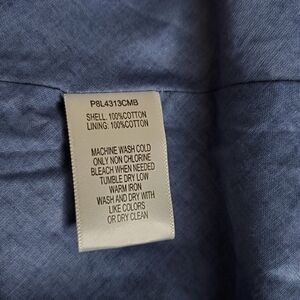 P8L4313CMB
SHELL: 100%COTTON
LINING: 100%COTTON
MACHINE WASH COLD
ONLY NON CHLORINE
BLEACH WHEN NEEDED
TUMBLE DRY LOW
WARM IRON
WASH AND DRY WITH
LIKE COLORS
OR DRY CLEAN